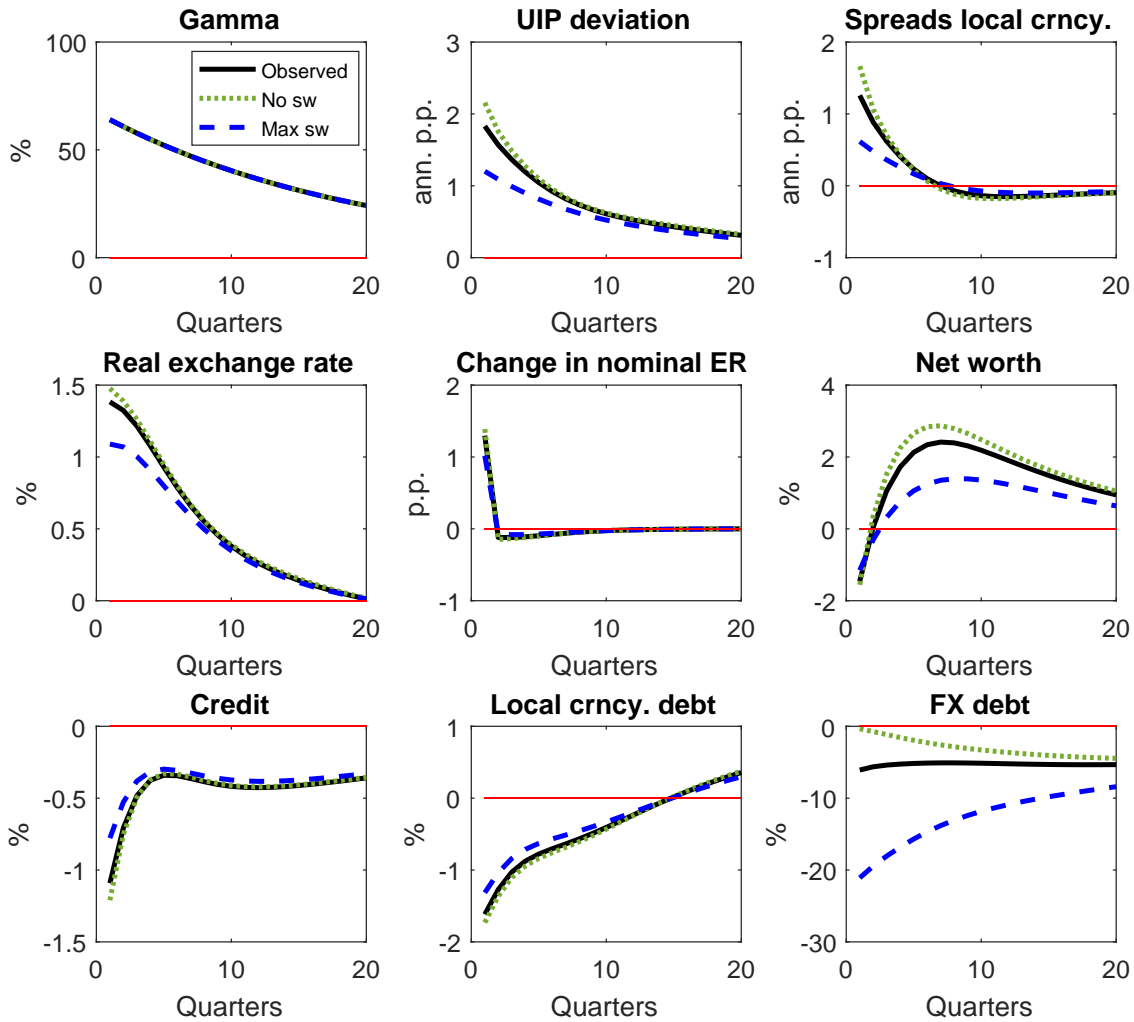 Gamma
UIP deviation
Spreads local crncy.
100
50
0
%
0
10
20
Quarters
Observed
No sw
Max sw
3
2
1
0
ann. p.p.
0
10
20
Quarters
2
1
0
-1
ann. p.p.
0
10
20
Quarters
Real exchange rate
Change in nominal ER
Net worth
1.5
1
0.5
0
%
0
10
20
Quarters
2
1
0
-1
p.p.
0
10
20
Quarters
4
2
0
-2
%
0
10
20
Quarters
Credit
Local crncy. debt
FX debt
0
-0.5
-1
-1.5
%
0
10
20
Quarters
1
0
-1
-2
%
0
10
20
Quarters
0
-10
-20
-30
%
0
10
20
Quarters